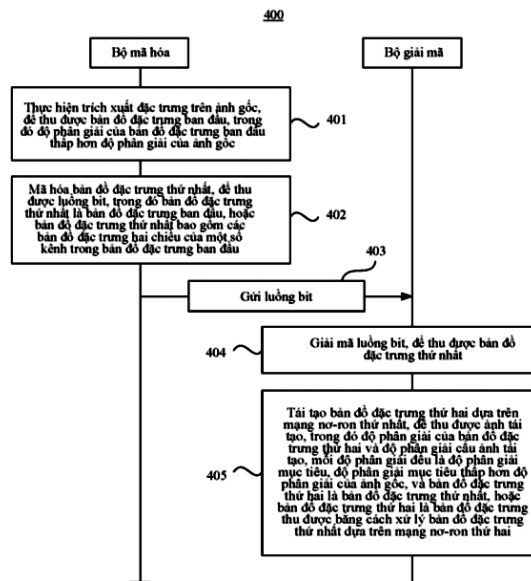 400
Bộ mã hóa
Bộ giải mã
Thực hiện trích xuất đặc trưng trên ảnh gốc,
để thu được bản đồ đặc trưng ban đầu, trong
đó độ phân giải của bản đồ đặc trưng ban đầu
thấp hơn độ phân giải của ảnh gốc
401
Mã hóa bản đồ đặc trưng thứ nhất, để thu
được luồng bit, trong đó bản đồ đặc trưng
thứ nhất là bản đồ đặc trưng ban đầu, hoặc
bản đồ đặc trưng thứ nhất bao gồm các
bản đồ đặc trưng hai chiều của một số
kênh trong bản đồ đặc trưng ban đầu
402
403
Gửi luồng bit
404
Giải mã luồng bit, để thu được bản đồ
đặc trưng thứ nhất
405
Tái tạo bản đồ đặc trưng thứ hai dựa trên
mạng nơ-ron thứ nhất, để thu được ảnh tái
tạo, trong đó độ phân giải của bản đồ đặc
trưng thứ hai và độ phân giải cẩu ảnh tái
tạo, mỗi độ phân giải đều là độ phân giải
mục tiêu, độ phân giải mục tiêu thấp hơn độ
phân giải của ảnh gốc, và bản đồ đặc trưng
thứ hai là bản đồ đặc trưng thứ nhất, hoặc
bản đồ đặc trưng thứ hai là bản đồ đặc trưng
thu được bằng cách xử lý bản đồ đặc trưng
thứ nhất dựa trên mạng nơ-ron thứ hai